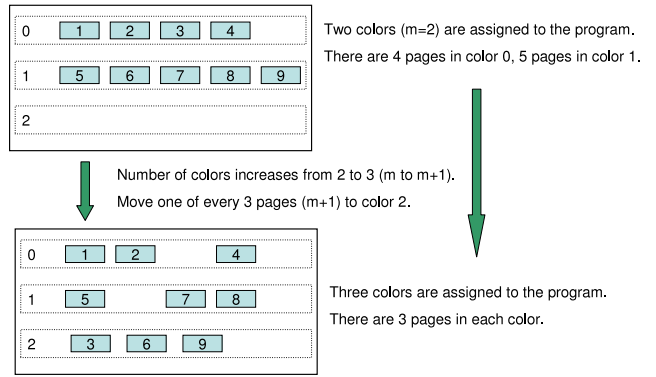 0 1 2 3 4
1 5 6 7 8 9
2
Two colors (m=2) are assigned to the program.
There are 4 pages in color 0, 5 pages in color 1.
Number of colors increases from 2 to 3 (m to m+1).
Move one of every 3 pages (m+1) to color 2.
0 1 2 4
1 5 7 8
2 3 6 9
Three colors are assigned to the program.
There are 3 pages in each color.